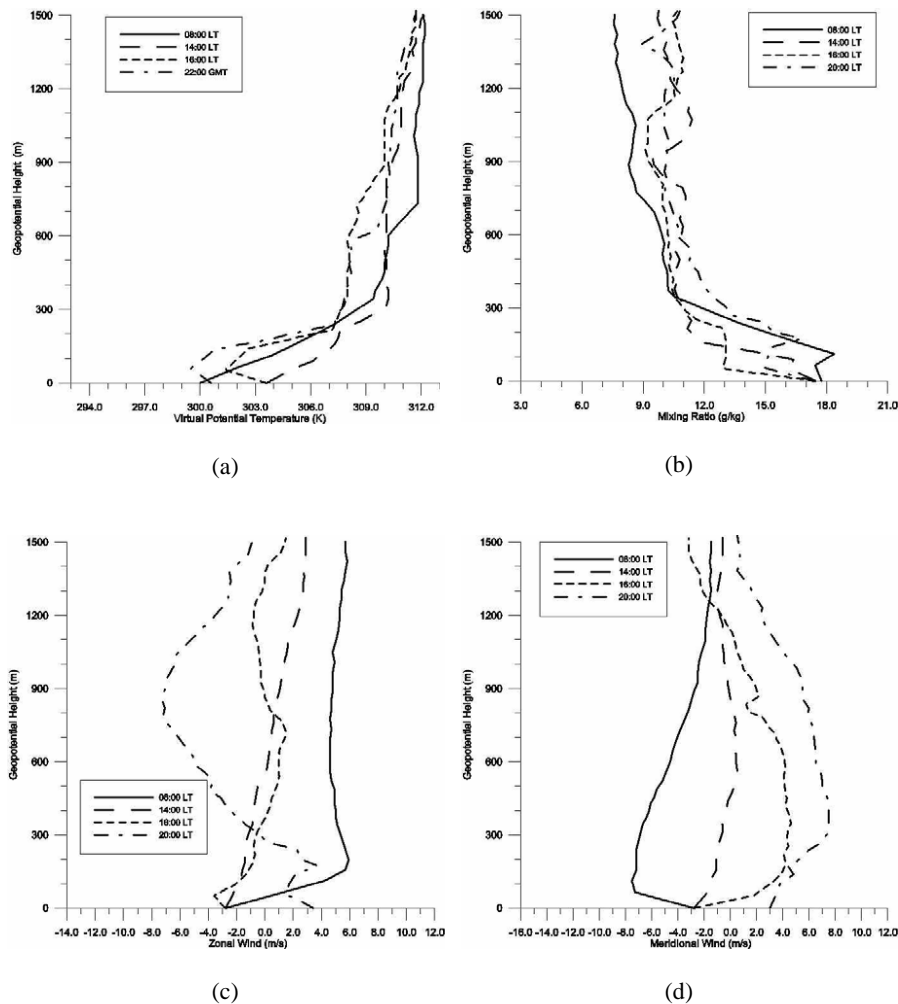 1500
1200
900
600
300
0
Geopotential Height (m)
08:00 LT
14:00 LT
16:00 LT
22:00 GMT
294.0 297.0 300.0 303.0 306.0 309.0 312.0
Virtual Potential Temperature (K)
(a)
1500
1200
900
600
300
0
Geopotential Height (m)
08:00 LT
14:00 LT
18:00 LT
20:00 LT
3.0 6.0 9.0 12.0 15.0 18.0 21.0
Mixing Ratio (g/kg)
(b)
1500
1200
900
600
300
0
Geopotential Height (m)
08:00 LT
14:00 LT
18:00 LT
20:00 LT
-14.0 -12.0 -10.0 -8.0 -6.0 -4.0 -2.0 0.0 2.0 4.0 6.0 8.0 10.0 12.0
Zonal Wind (m/s)
(c)
1500
1200
900
600
300
0
Geopotential Height (m)
08:00 LT
14:00 LT
16:00 LT
20:00 LT
-16.0 -14.0 -12.0 -10.0 -8.0 -6.0 -4.0 -2.0 0.0 2.0 4.0 6.0 8.0 10.0 12.0
Meridional Wind (m/s)
(d)